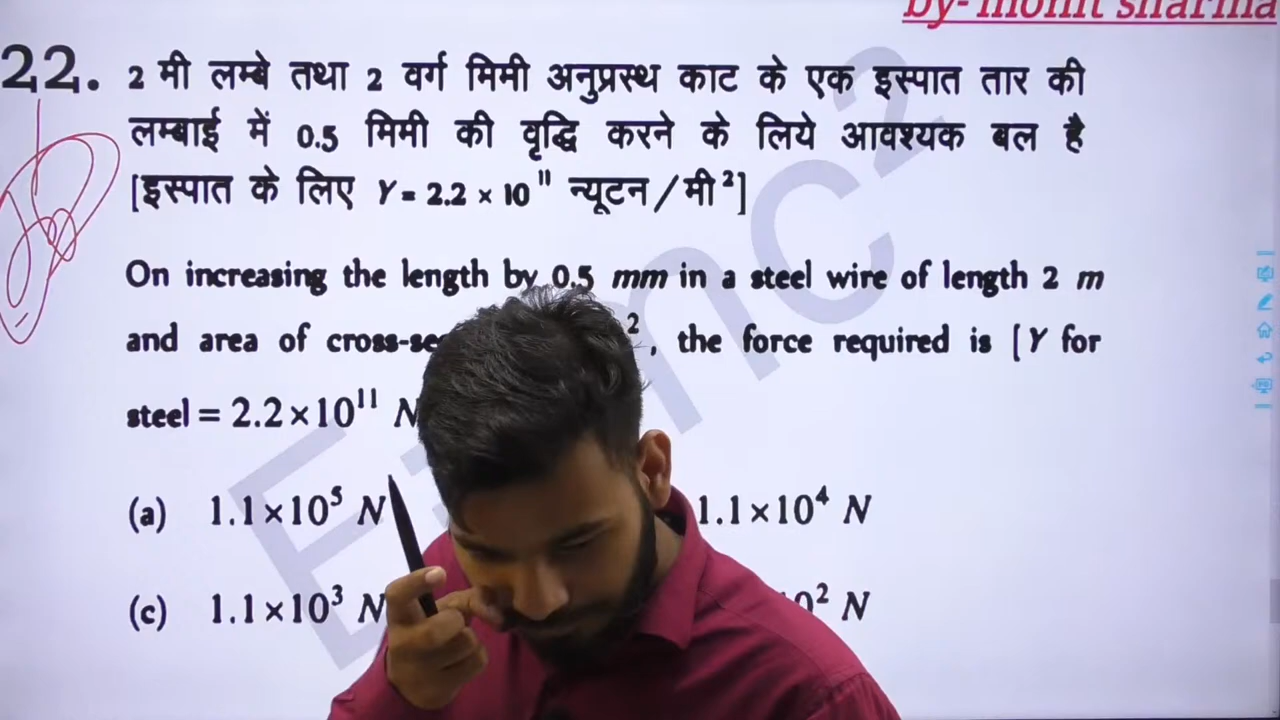 by- mohit sharma
22. 2 मी लम्बे तथा 2 वर्ग मिमी अनुप्रस्थ काट के एक इस्पात तार की
लम्बाई में 0.5 मिमी की वृद्धि करने के लिये आवश्यक बल है
[इस्पात के लिए Y = 2.2 × 10¹¹ न्यूटन/मी²]
On increasing the length by 0.5 mm in a steel wire of length 2 m
and area of ², the force required is [Y for
steel = 2.2×10¹¹ N
(a) 1.1×10⁵ N 1.1×10⁴ N
(c) 1.1×10³ N 0² N